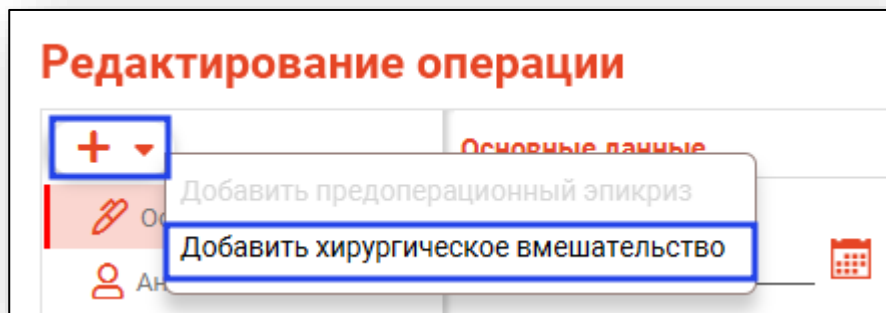 Редактирование операции
Основные данные
Добавить предоперационный эпикриз
Добавить хирургическое вмешательство